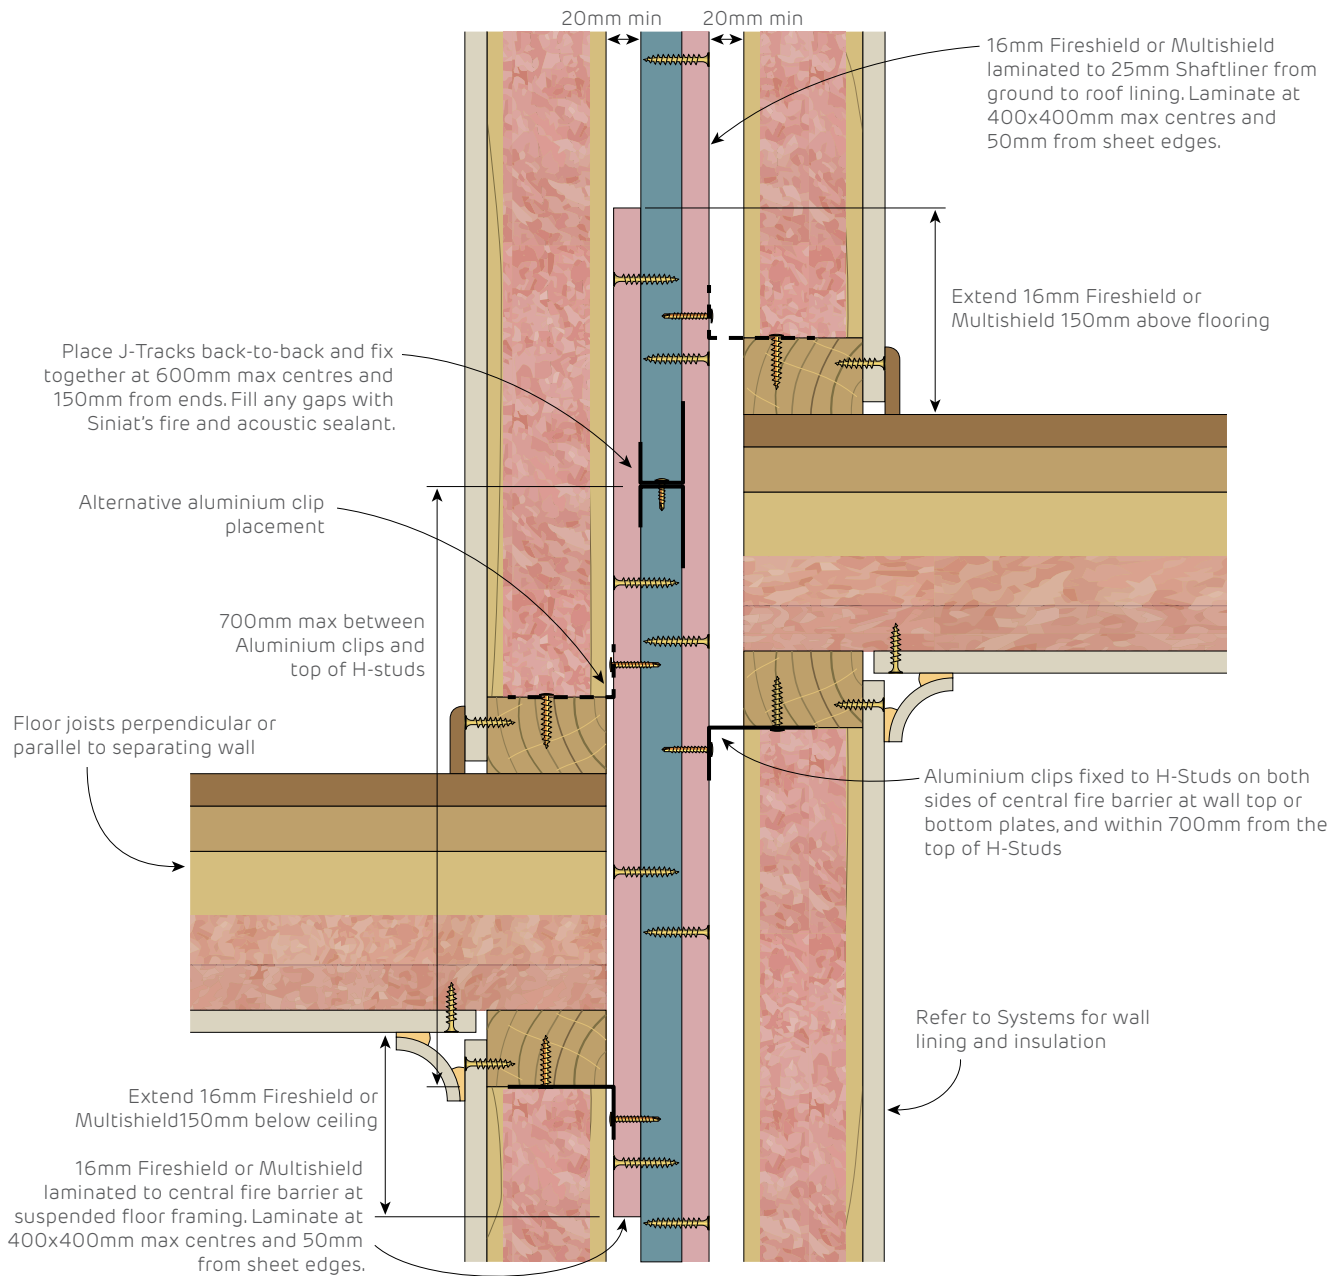 20mm min
20mm min
16mm Fireshield or Multishield
laminated to 25mm Shaftliner from
ground to roof lining. Laminate at
400x400mm max centres and
50mm from sheet edges.
Extend 16mm Fireshield or
Multishield 150mm above flooring
Place J-Tracks back-to-back and fix
together at 600mm max centres and
150mm from ends. Fill any gaps with
Siniat's fire and acoustic sealant.
Alternative aluminium clip
placement
700mm max between
Aluminium clips and
top of H-studs
Floor joists perpendicular or
parallel to separating wall
Aluminium clips fixed to H-Studs on both
sides of central fire barrier at wall top or
bottom plates, and within 700mm from the
top of H-Studs
Refer to Systems for wall
lining and insulation
Extend 16mm Fireshield or
Multishield150mm below ceiling
16mm Fireshield or Multishield
laminated to central fire barrier at
suspended floor framing. Laminate at
400x400mm max centres and 50mm
from sheet edges.